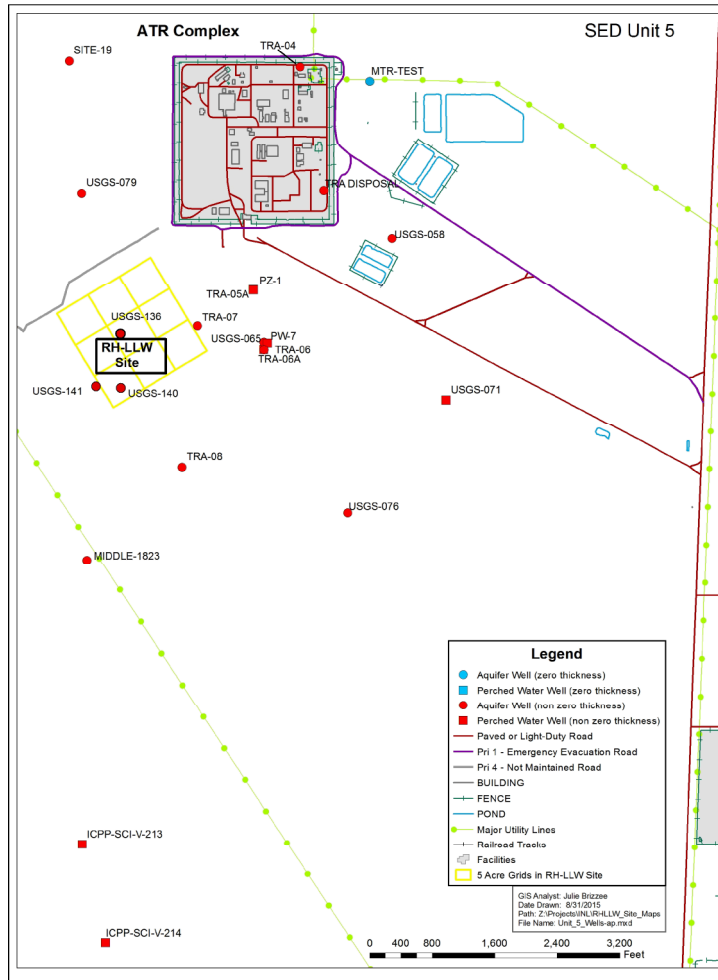 ATR Complex
SED Unit 5
TRA-04
SITE-19
MTR-TEST
USGS-079
TRA DISPOSAL
USGS-058
PZ-1
TRA-05A
USGS-136
TRA-07
USGS-065
PW-7
TRA-06
TRA-06A
RH-LLW
Site
USGS-141
USGS-140
USGS-071
TRA-08
USGS-076
MIDDLE-1823
ICPP-SCI-V-213
ICPP-SCI-V-214
Legend
Aquifer Well (zero thickness)
Perched Water Well (zero thickness)
Aquifer Well (non zero thickness)
Perched Water Well (non zero thickness)
Paved or Light-Duty Road
Pri 1 - Emergency Evacuation Road
Pri 4 - Not Maintained Road
BUILDING
FENCE
POND
Major Utility Lines
Railroad Tracks
Facilities
5 Acre Grids in RH-LLW Site
GIS Analyst: Julie Brizzee
Date Drawn: 8/31/2015
Path: Z:\Projects\INL\RHLLW_Site_Maps
File Name: Unit_5_Wells-ap.mxd
0 400 800 1,600 2,400 3,200
Feet